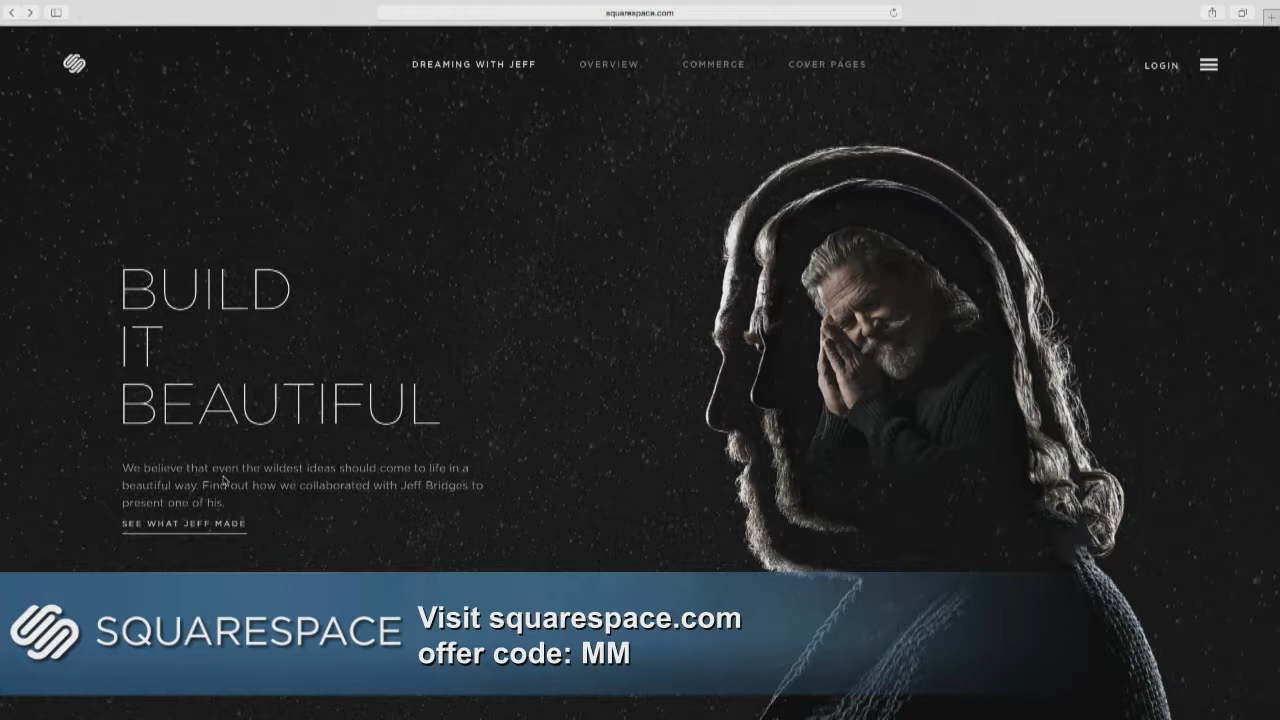 squarespace.com
DREAMING WITH JEFF
OVERVIEW
COMMERCE
COVER PAGES
LOGIN
BUILD
IT
BEAUTIFUL
We believe that even the wildest ideas should come to life in a
beautiful way. Find out how we collaborated with Jeff Bridges to
present one of his.
SEE WHAT JEFF MADE
SQUARESPACE
Visit squarespace.com
offer code: MM